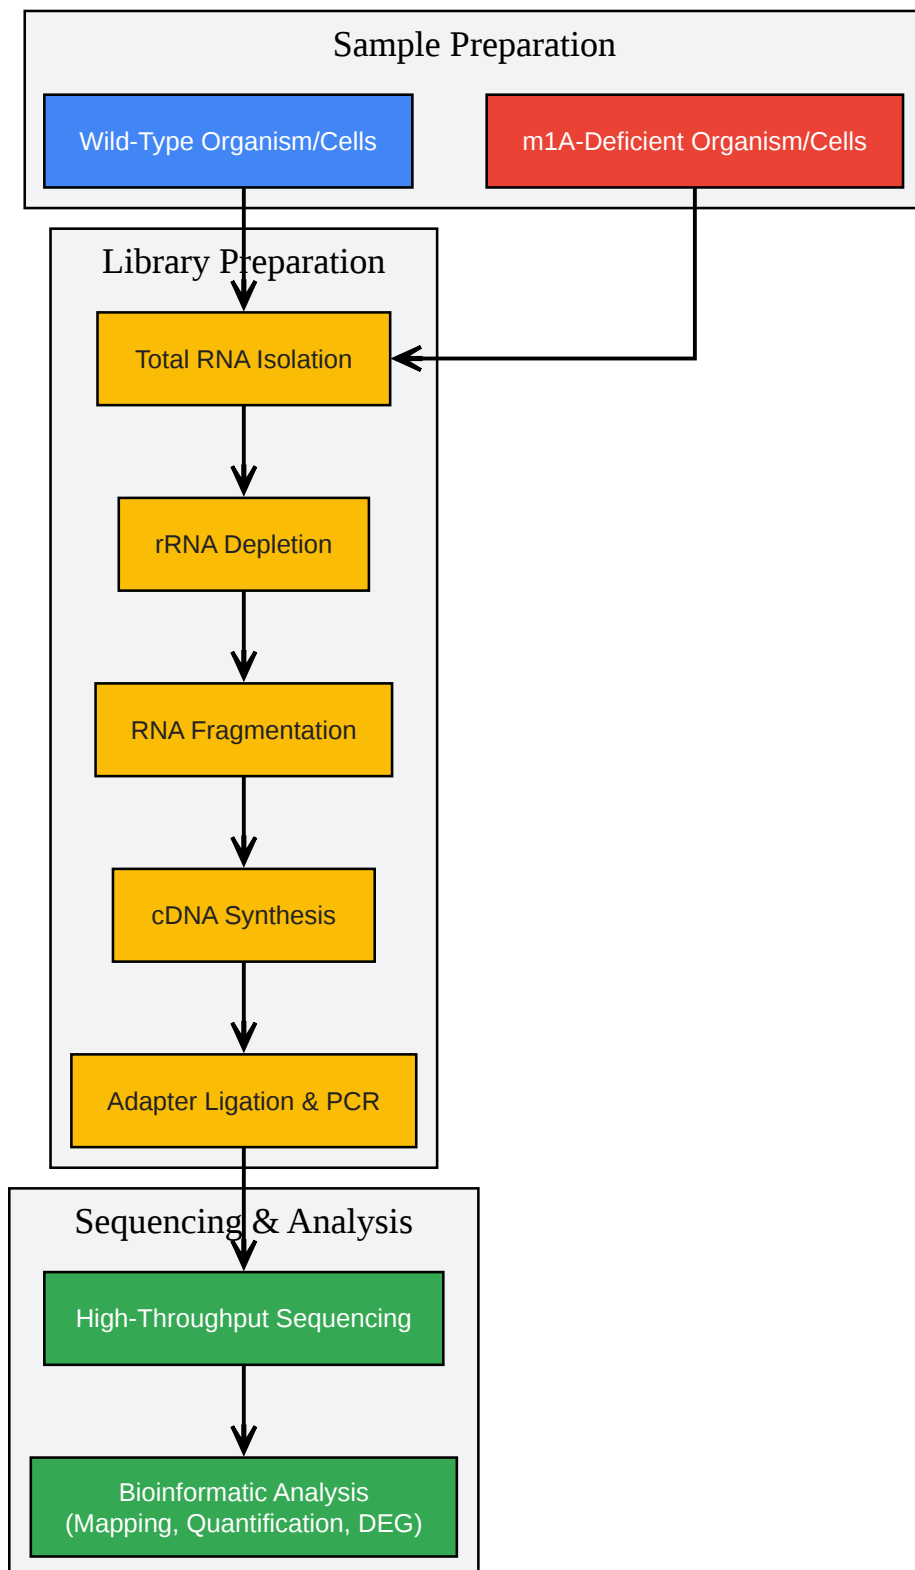 Sample Preparation
Wild-Type Organism/Cells
m1A-Deficient Organism/Cells
Library Preparation
Total RNA Isolation
rRNA Depletion
RNA Fragmentation
cDNA Synthesis
Adapter Ligation & PCR
Sequencing & Analysis
High-Throughput Sequencing
Bioinformatic Analysis
(Mapping, Quantification, DEG)